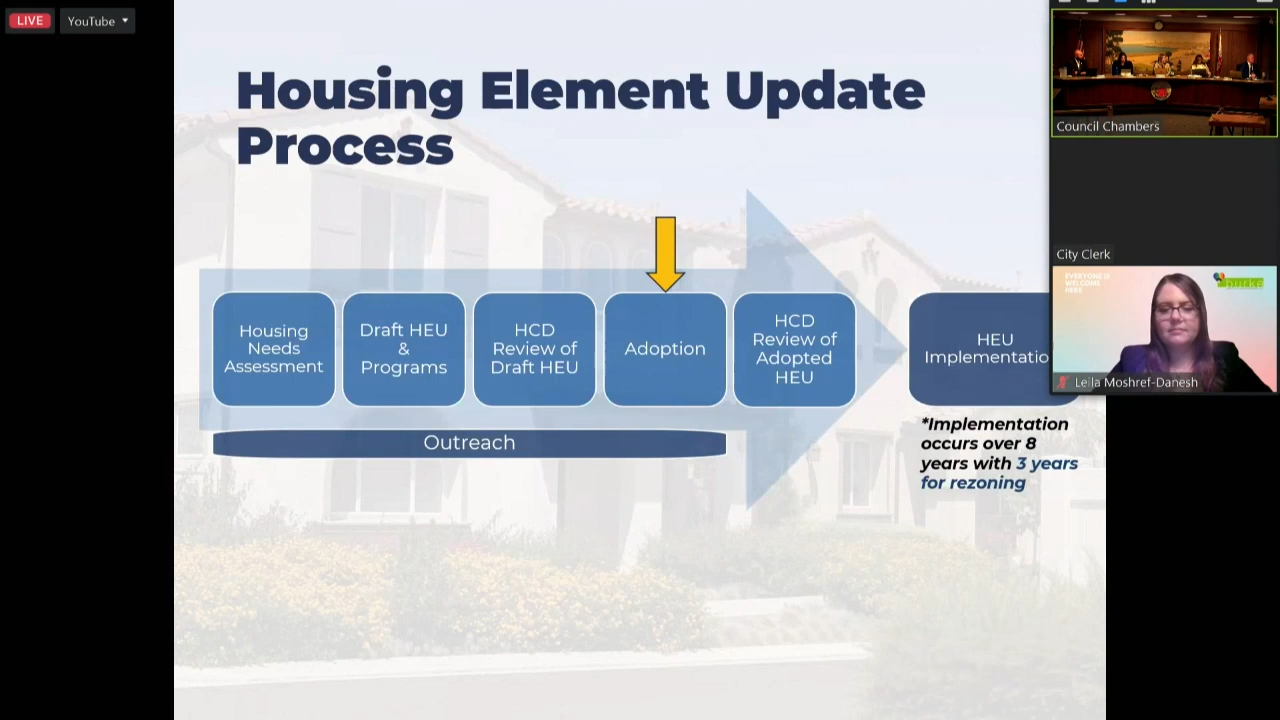 LIVE
YouTube
Housing Element Update
Process
Housing
Needs
Assessment
Draft HEU
&
Programs
HCD
Review of
Draft HEU
Adoption
HCD
Review of
Adopted
HEU
HEU
Implementatio
Outreach
*Implementation
occurs over 8
years with 3 years
for rezoning
Council Chambers
City Clerk
EVERYONE IS
WELCOME
HERE
Leila Moshref-Danesh